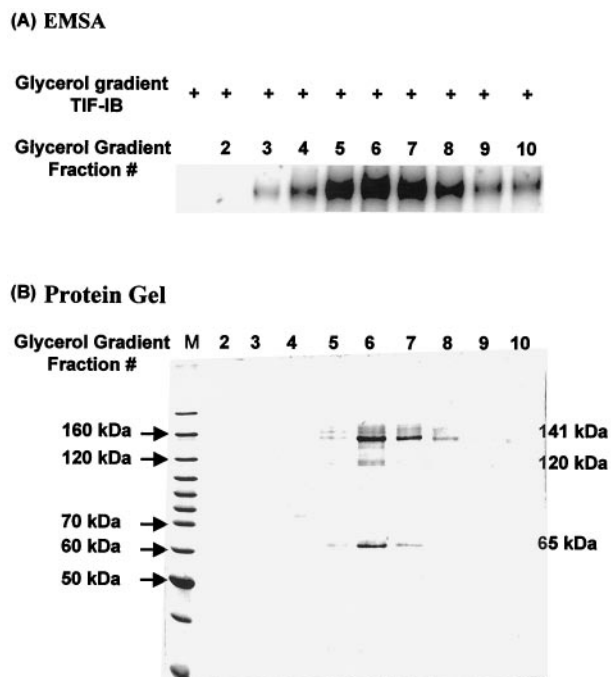 (A) EMSA
Glycerol gradient
TIF-IB
+ + + + + + + + + +
Glycerol Gradient
Fraction #
2 3 4 5 6 7 8 9 10
(B) Protein Gel
Glycerol Gradient
Fraction #
M 2 3 4 5 6 7 8 9 10
160 kDa
141 kDa
120 kDa
120 kDa
70 kDa
60 kDa
65 kDa
50 kDa